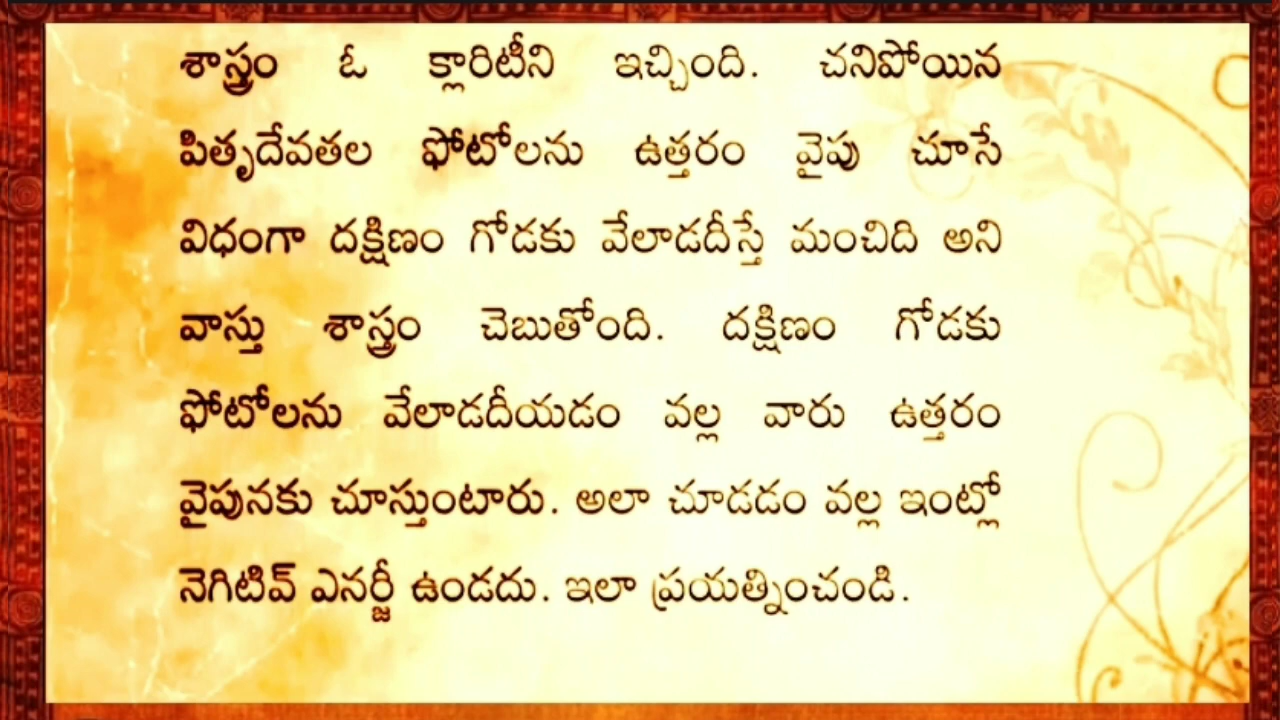 శాస్త్రం ఓ క్లారిటీని ఇచ్చింది. చనిపోయిన
పితృదేవతల ఫోటోలను ఉత్తరం వైపు చూసే
విధంగా దక్షిణం గోడకు వేలాడదీస్తే మంచిది అని
వాస్తు శాస్త్రం చెబుతోంది. దక్షిణం గోడకు
ఫోటోలను వేలాడదీయడం వల్ల వారు ఉత్తరం
వైపునకు చూస్తుంటారు. అలా చూడడం వల్ల ఇంట్లో
నెగిటివ్ ఎనర్జీ ఉండదు. ఇలా ప్రయత్నించండి.